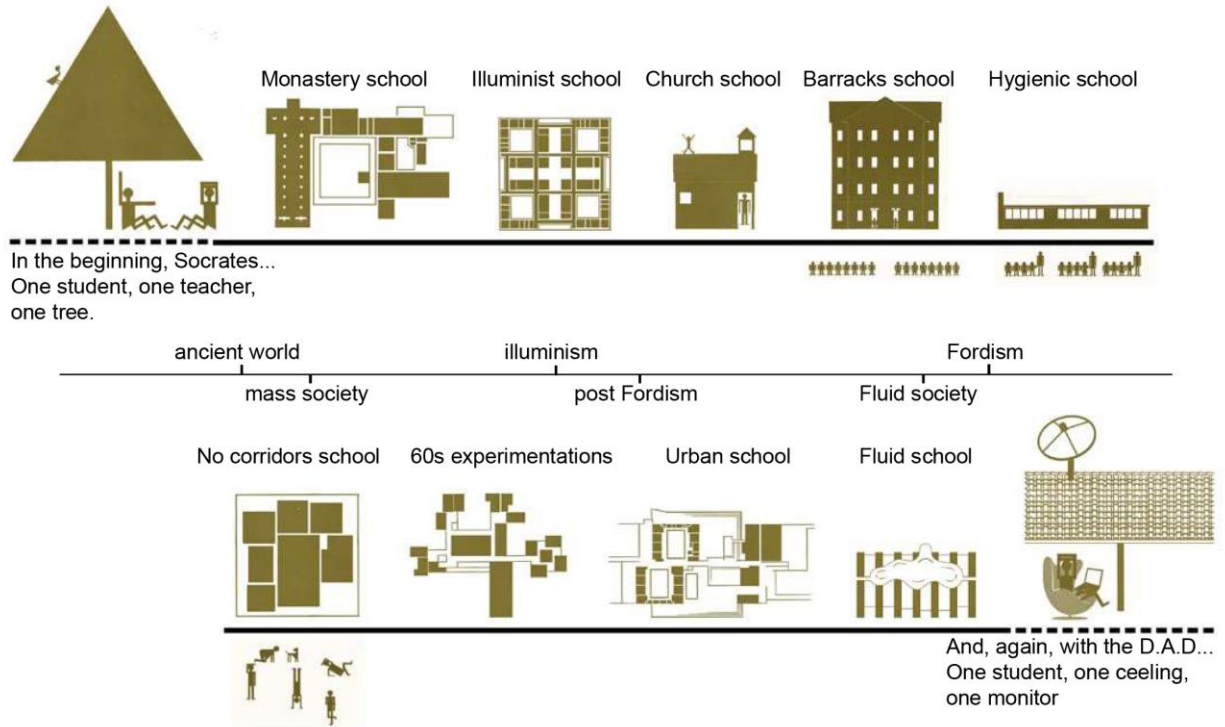 Monastery school
Illuminist school
Church school
Barracks school
Hygienic school
In the beginning, Socrates...
One student, one teacher,
one tree.
ancient world
illuminism
Fordism
mass society
post Fordism
Fluid society
No corridors school
60s experimentations
Urban school
Fluid school
And, again, with the D.A.D...
One student, one ceeling,
one monitor